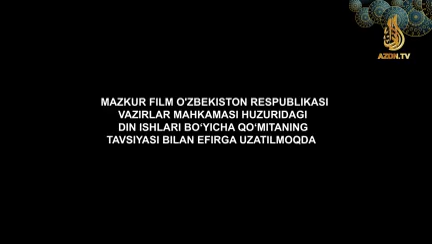 AZON.TV
MAZKUR FILM O'ZBEKISTON RESPUBLIKASI
VAZIRLAR MAHKAMASI HUZURIDAGI
DIN ISHLARI BO‘YICHA QO‘MITANING
TAVSIYASI BILAN EFIRGA UZATILMOQDA